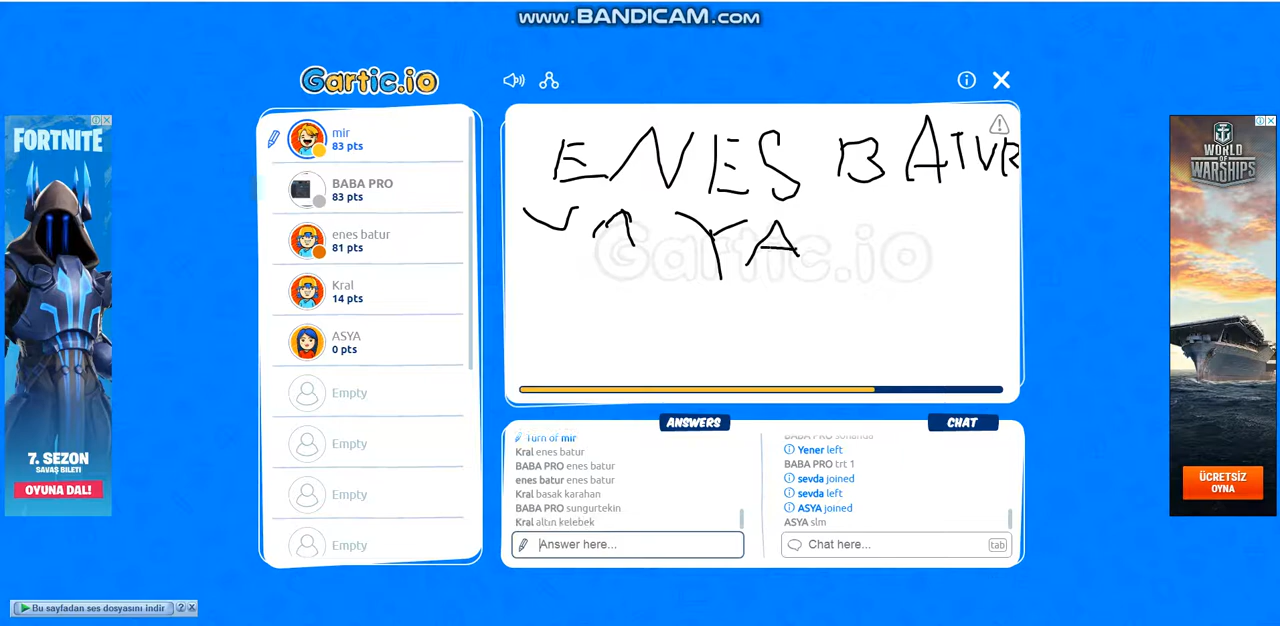 www.BANDICAM.com
Gartic.io
FORTNITE
7. SEZON
SAVAŞ BILETI
OYUNA DAL!
mir
83 pts
BABA PRO
83 pts
enes batur
81 pts
Kral
14 pts
ASYA
0 pts
Empty
Empty
Empty
Empty
ENES BATUR
YA
Gartic.io
ANSWERS
Turn of mir
Kral enes batur
BABA PRO enes batur
enes batur enes batur
Kral basak karahan
BABA PRO sungurtekin
Kral altın kelebek
Answer here...
CHAT
Yener left
BABA PRO trt 1
sevda joined
sevda left
ASYA joined
ASYA slm
Chat here...
tab
WORLD
OF
WARSHIPS
ÜCRETSİZ
OYNA
Bu sayfadan ses dosyasını indir